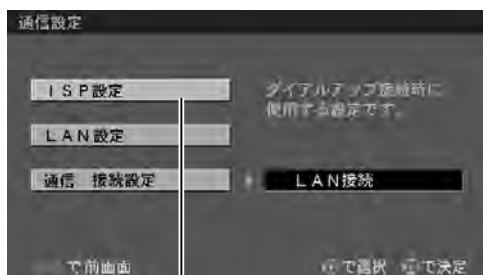 通信設定
ISP設定
ダイアルアップ接続時に
使用する設定です。
LAN設定
通信 接続設定
LAN接続
で前画面
で選択
で決定